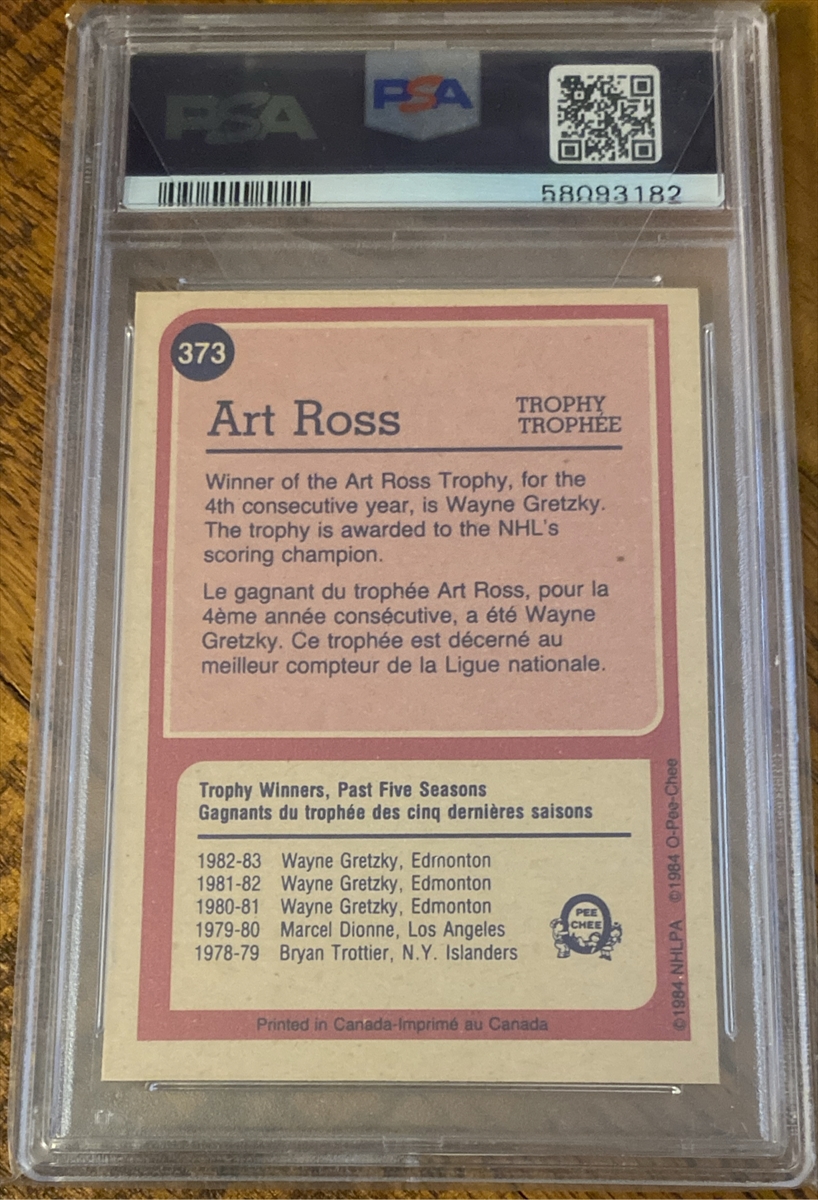 PSA
PSA
58093182
373
Art Ross
TROPHY
TROPHÉE
Winner of the Art Ross Trophy, for the
4th consecutive year, is Wayne Gretzky.
The trophy is awarded to the NHL's
scoring champion.
Le gagnant du trophée Art Ross, pour la
4ème année consécutive, a été Wayne
Gretzky. Ce trophée est décerné au
meilleur compteur de la Ligue nationale.
Trophy Winners, Past Five Seasons
Gagnants du trophée des cinq dernières saisons
1982-83 Wayne Gretzky, Edmonton
1981-82 Wayne Gretzky, Edmonton
1980-81 Wayne Gretzky, Edmonton
1979-80 Marcel Dionne, Los Angeles
1978-79 Bryan Trottier, N.Y. Islanders
O
PEE
CHEE
©1984 NHLPA ©1984 O-Pee-Chee
Printed in Canada-Imprimé au Canada